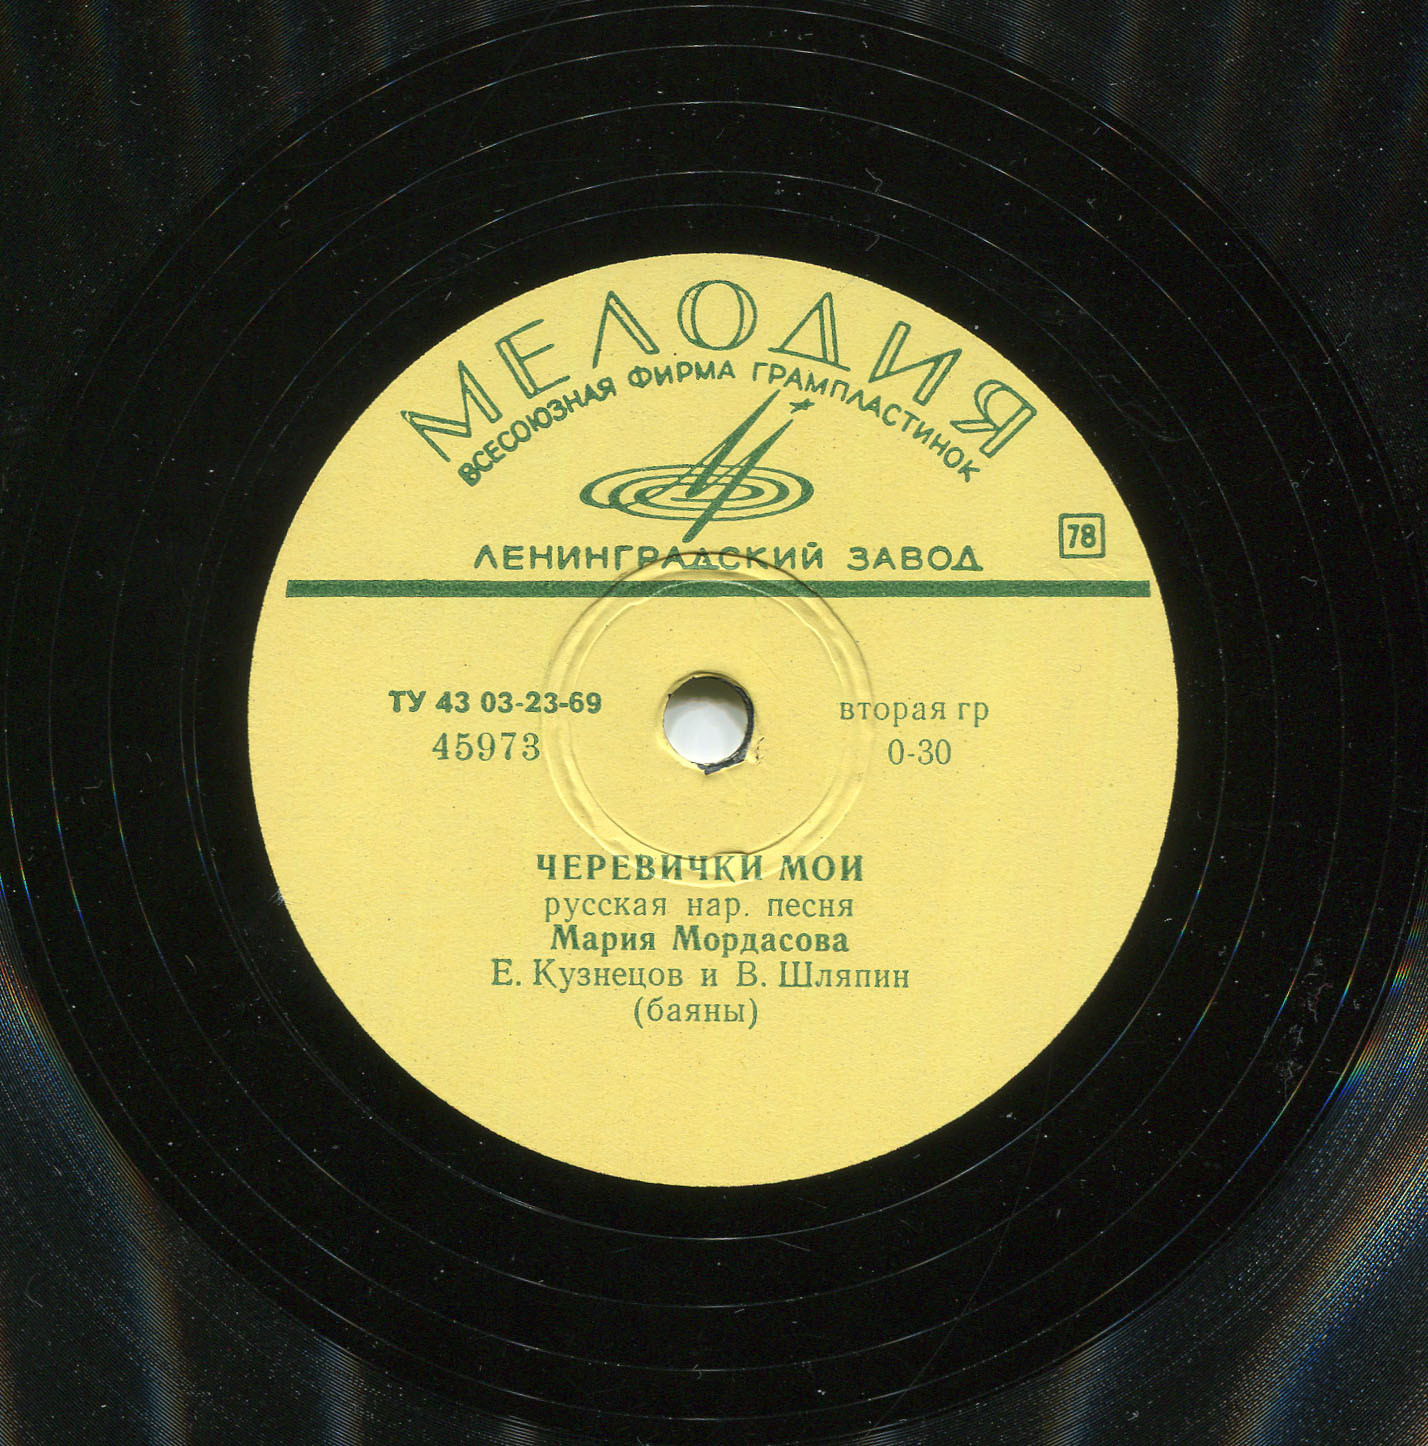 МЕЛОДИЯ
ВСЕСОЮЗНАЯ ФИРМА ГРАМПЛАСТИНОК
ЛЕНИНГРАДСКИЙ ЗАВОД
78
ТУ 43 03-23-69
45973
вторая гр
0-30
ЧЕРЕВИЧКИ МОИ
русская нар. песня
Мария Мордасова
Е. Кузнецов и В. Шляпин
(баяны)